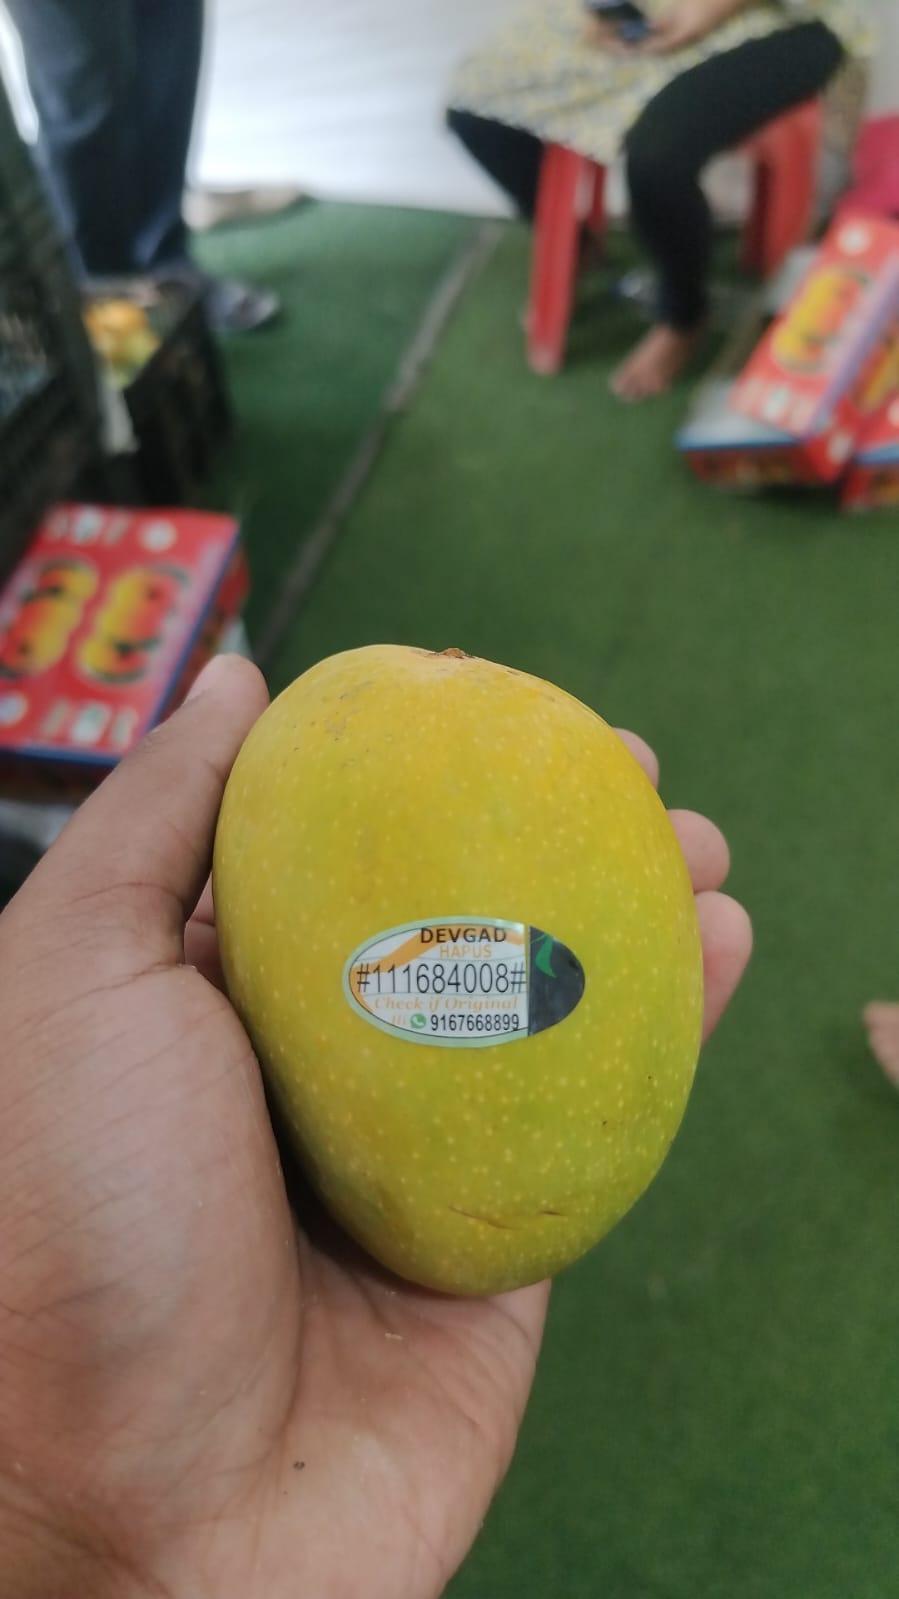 DEVGAD
HAPUS
#111684008#
Check if Original
9167668899